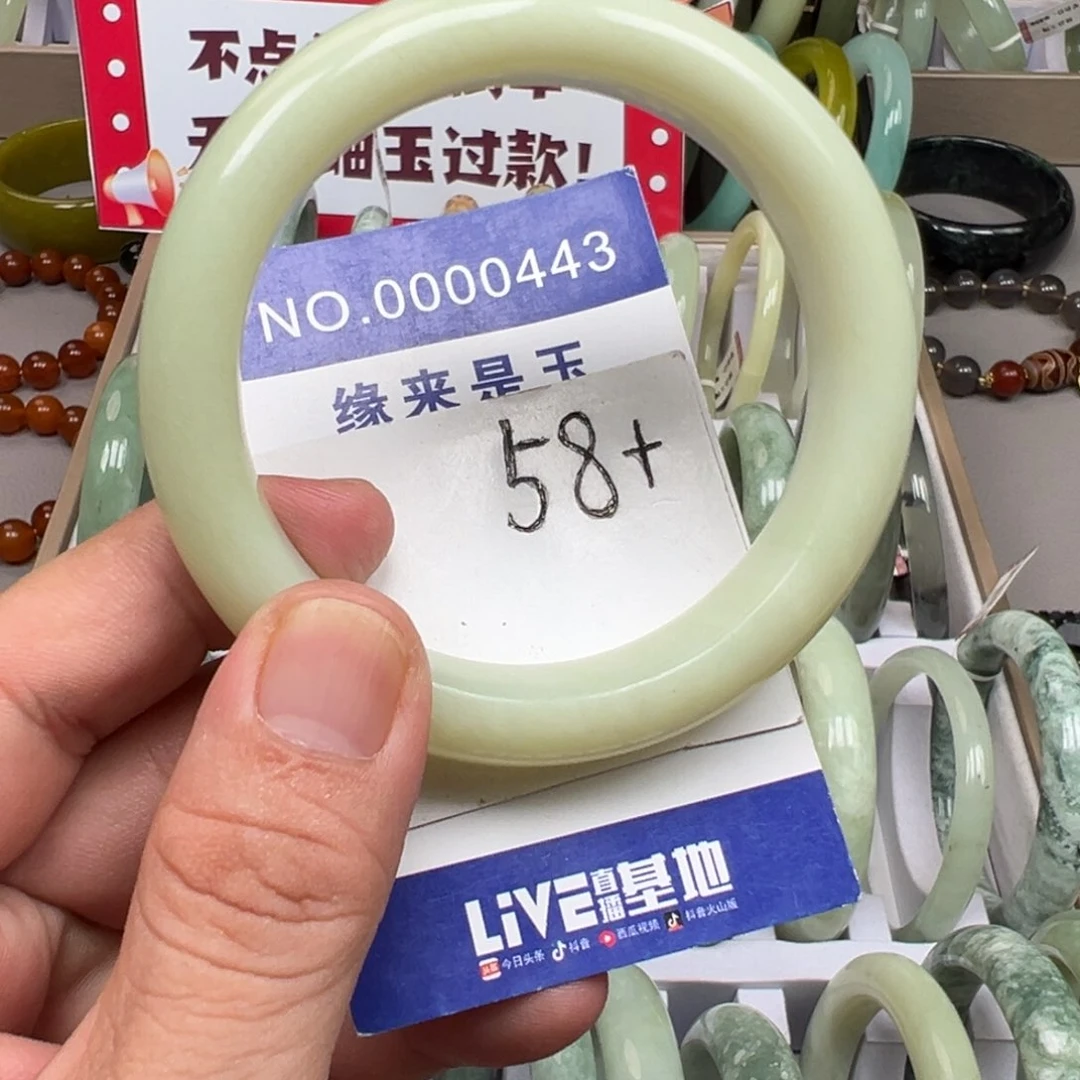 不点
玉过款!
NO.0000443
缘来是玉
58+
LiVE直播基地
今日头条 抖音 西瓜视频 抖音火山版